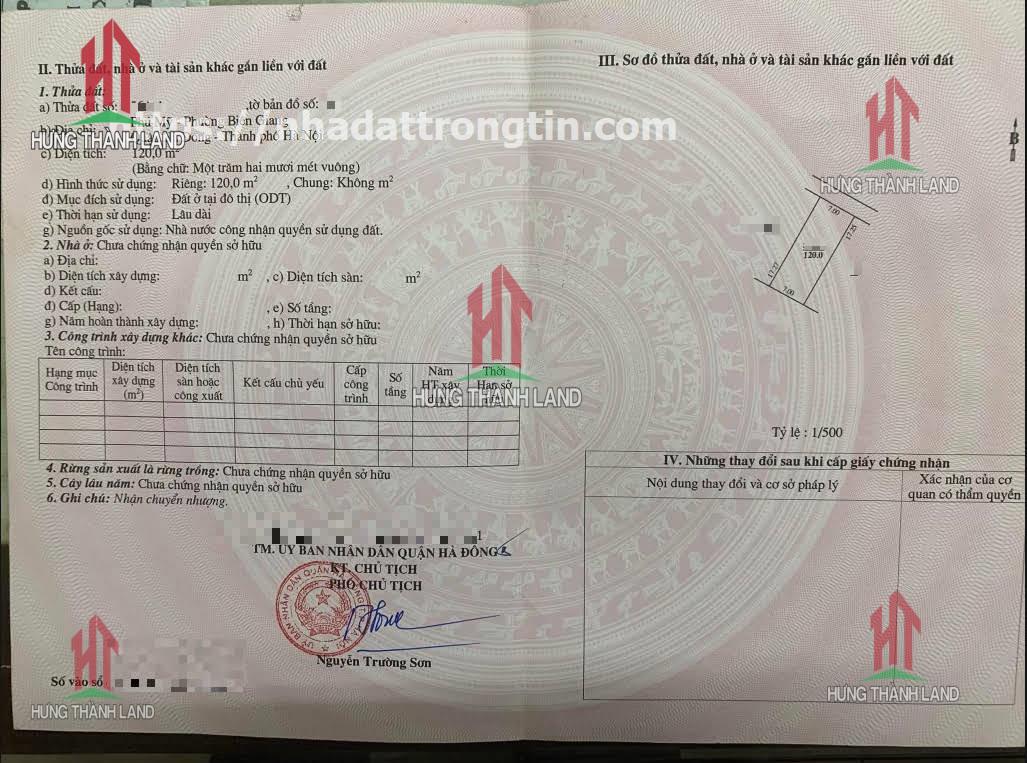 II. Thửa đất, nhà ở và tài sản khác gắn liền với đất
1. Thửa đất:
a) Thửa đất số: ,tờ bản đồ số:
b) Địa chỉ: Phú Mỹ - Phường Biên Giang
Đông - Thành phố Hà Nội
c) Diện tích: 120,0 m²
(Bằng chữ: Một trăm hai mươi mét vuông)
d) Hình thức sử dụng: Riêng: 120,0 m² , Chung: Không m²
đ) Mục đích sử dụng: Đất ở tại đô thị (ODT)
e) Thời hạn sử dụng: Lâu dài
g) Nguồn gốc sử dụng: Nhà nước công nhận quyền sử dụng đất.
2. Nhà ở: Chưa chứng nhận quyền sở hữu
a) Địa chỉ:
b) Diện tích xây dựng: m² , c) Diện tích sàn: m²
d) Kết cấu:
đ) Cấp (Hạng): , e) Số tầng:
g) Năm hoàn thành xây dựng: , h) Thời hạn sở hữu:
3. Công trình xây dựng khác: Chưa chứng nhận quyền sở hữu
Tên công trình:
Hạng mục Công trình
Diện tích xây dựng (m²)
Diện tích sàn hoặc công xuất
Kết cấu chủ yếu
Cấp công trình
Số tầng
Năm HT xây
Thời Hạn sở
4. Rừng sản xuất là rừng trồng: Chưa chứng nhận quyền sở hữu
5. Cây lâu năm: Chưa chứng nhận quyền sở hữu
6. Ghi chú: Nhận chuyển nhượng.
TM. ỦY BAN NHÂN DÂN QUẬN HÀ ĐÔNG
KT. CHỦ TỊCH
PHÓ CHỦ TỊCH
Nguyễn Trường Sơn
Số vào sổ
III. Sơ đồ thửa đất, nhà ở và tài sản khác gắn liền với đất
B
7.00
17.25
120.0
17.17
7.00
Tỷ lệ : 1/500
IV. Những thay đổi sau khi cấp giấy chứng nhận
Nội dung thay đổi và cơ sở pháp lý
Xác nhận của cơ
quan có thẩm quyền
https://nhadattrongtin.com
HƯNG THÀNH LAND
HƯNG THÀNH LAND
HƯNG THÀNH LAND
HƯNG THÀNH LAND
HƯNG THÀNH LAND